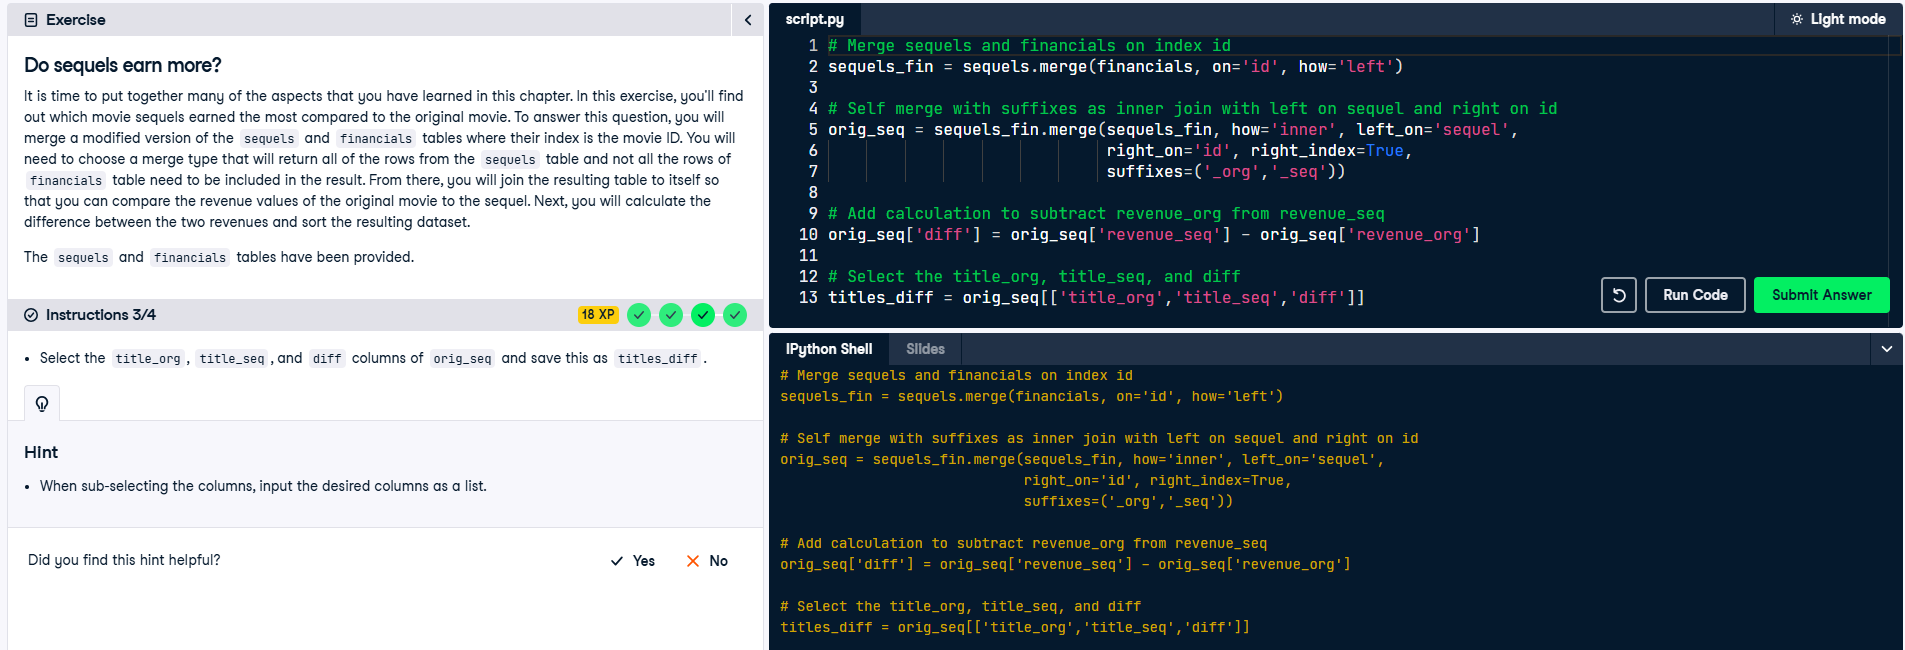 Exercise
Do sequels earn more?
It is time to put together many of the aspects that you have learned in this chapter. In this exercise, you'll find
out which movie sequels earned the most compared to the original movie. To answer this question, you will
merge a modified version of the sequels and financials tables where their index is the movie ID. You will
need to choose a merge type that will return all of the rows from the sequels table and not all the rows of
financials table need to be included in the result. From there, you will join the resulting table to itself so
that you can compare the revenue values of the original movie to the sequel. Next, you will calculate the
difference between the two revenues and sort the resulting dataset.
The sequels and financials tables have been provided.
Instructions 3/4
18 XP
• Select the title_org, title_seq, and diff columns of orig_seq and save this as titles_diff.
Hint
• When sub-selecting the columns, input the desired columns as a list.
Did you find this hint helpful?
Yes
No
script.py
Light mode
1 # Merge sequels and financials on index id
2 sequels_fin = sequels.merge(financials, on='id', how='left')
3
4 # Self merge with suffixes as inner join with left on sequel and right on id
5 orig_seq = sequels_fin.merge(sequels_fin, how='inner', left_on='sequel',
6 right_on='id', right_index=True,
7 suffixes=('_org','_seq'))
8
9 # Add calculation to subtract revenue_org from revenue_seq
10 orig_seq['diff'] = orig_seq['revenue_seq'] - orig_seq['revenue_org']
11
12 # Select the title_org, title_seq, and diff
13 titles_diff = orig_seq[['title_org','title_seq','diff']]
Run Code
Submit Answer
IPython Shell
Slides
# Merge sequels and financials on index id
sequels_fin = sequels.merge(financials, on='id', how='left')
# Self merge with suffixes as inner join with left on sequel and right on id
orig_seq = sequels_fin.merge(sequels_fin, how='inner', left_on='sequel',
right_on='id', right_index=True,
suffixes=('_org','_seq'))
# Add calculation to subtract revenue_org from revenue_seq
orig_seq['diff'] = orig_seq['revenue_seq'] - orig_seq['revenue_org']
# Select the title_org, title_seq, and diff
titles_diff = orig_seq[['title_org','title_seq','diff']]